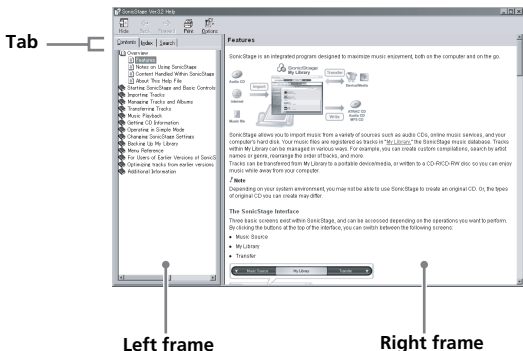 SonicStage Ver.3.2 Help
Hide Back Forward Print Options
Tab
Contents Index Search
Overview
Features
Notes on Using SonicStage
Content Handled Within SonicStage
About This Help File
Starting SonicStage and Basic Controls
Importing Tracks
Managing Tracks and Albums
Transferring Tracks
Music Playback
Getting CD Information
Operating in Simple Mode
Changing SonicStage Settings
Backing Up My Library
Menu Reference
For Users of Earlier Versions of SonicS
Optimizing tracks from earlier versions
Additional Information
Features
SonicStage is an integrated program designed to maximize music enjoyment, both on the computer and on the go.
SonicStage
My Library
Audio CD
Import
Internet
Music file
Transfer
Device/Media
Write
ATRAC CD
Audio CD
MP3 CD
SonicStage allows you to import music from a variety of sources such as audio CDs, online music services, and your
computer's hard disk. Your music files are registered as tracks in "My Library," the SonicStage music database. Tracks
within My Library can be managed in various ways. For example, you can create custom compilations, search by artist
names or genre, rearrange the order of tracks, and more.
Tracks can be transferred from My Library to a portable device/media, or written to a CD-R/CD-RW disc so you can enjoy
music while away from your computer.
Note
Depending on your system environment, you may not be able to use SonicStage to create an original CD. Or, the types
of original CD you can create may differ.
The SonicStage Interface
Three basic screens exist within SonicStage, and can be accessed depending on the operations you want to perform.
By clicking the buttons at the top of the interface, you can switch between the following screens:
• Music Source
• My Library
• Transfer
Music Source My Library Transfer
Left frame
Right frame